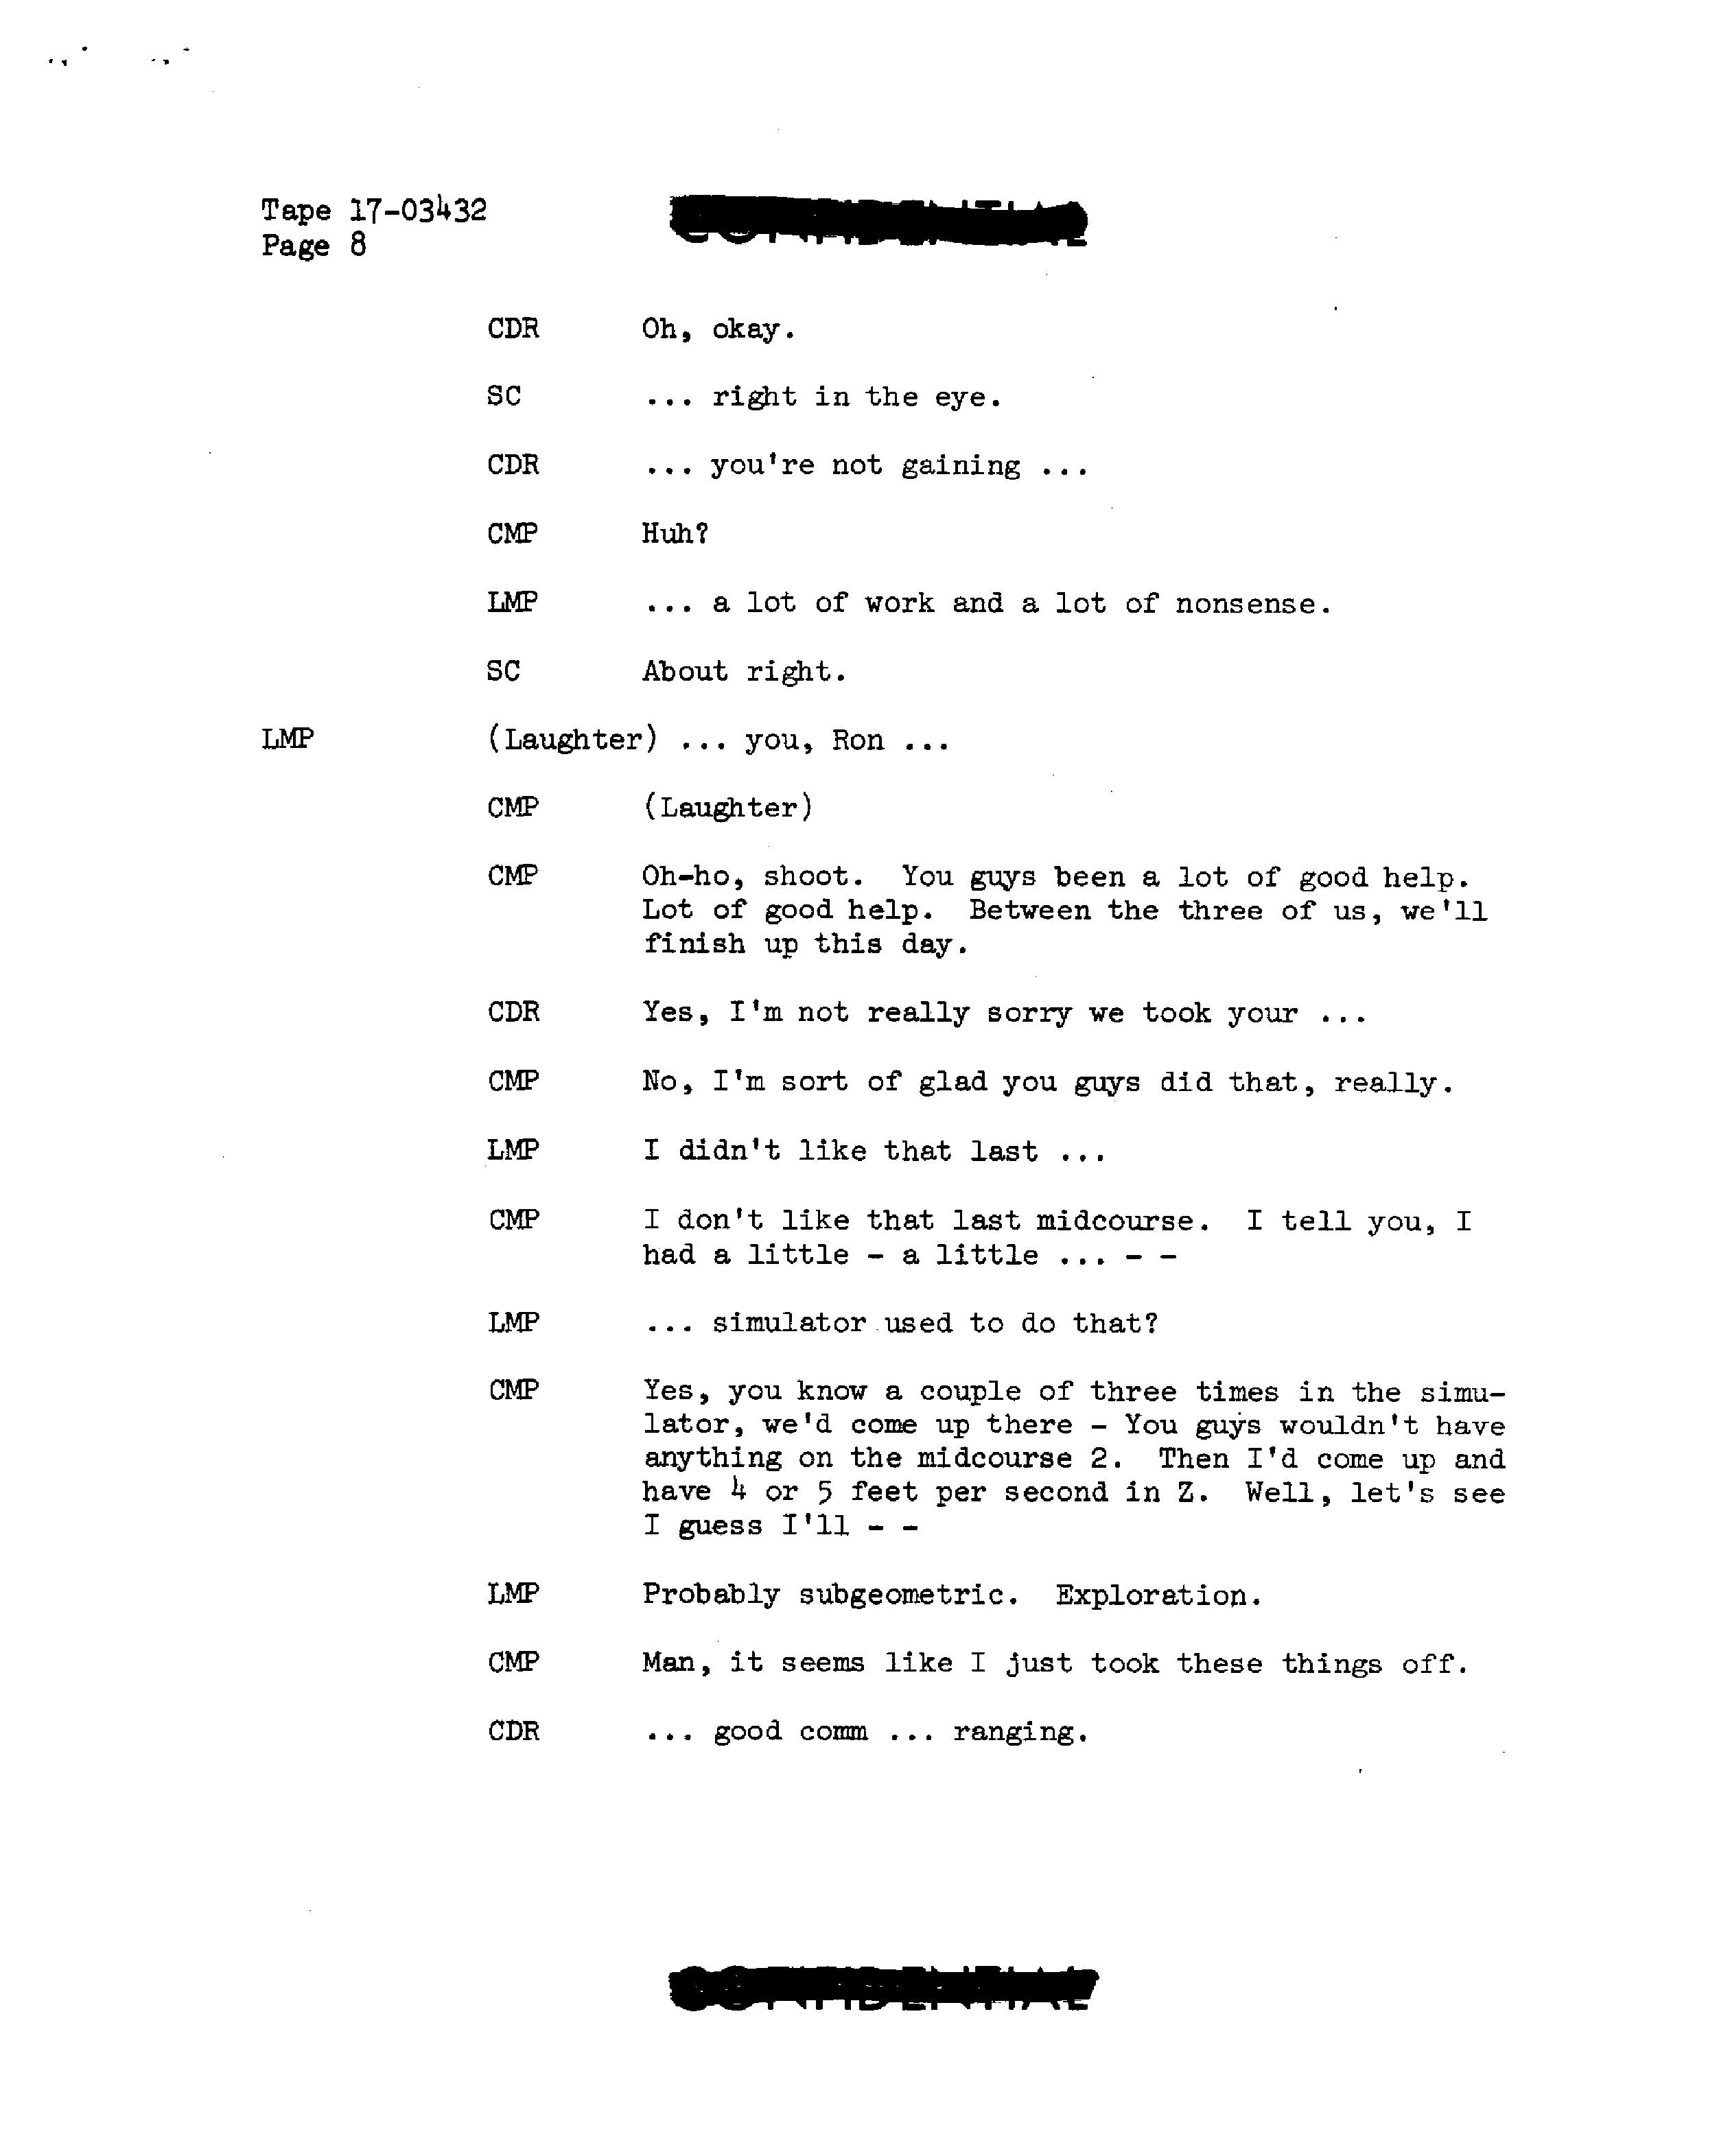 Tape 17-03432
Page 8
CONFIDENTIAL
CDR Oh, okay.
SC ... right in the eye.
CDR ... you're not gaining ...
CMP Huh?
LMP ... a lot of work and a lot of nonsense.
SC About right.
LMP (Laughter) ... you, Ron ...
CMP (Laughter)
CMP Oh-ho, shoot. You guys been a lot of good help.
Lot of good help. Between the three of us, we'll
finish up this day.
CDR Yes, I'm not really sorry we took your ...
CMP No, I'm sort of glad you guys did that, really.
LMP I didn't like that last ...
CMP I don't like that last midcourse. I tell you, I
had a little - a little ... - -
LMP ... simulator used to do that?
CMP Yes, you know a couple of three times in the simu-
lator, we'd come up there - You guys wouldn't have
anything on the midcourse 2. Then I'd come up and
have 4 or 5 feet per second in Z. Well, let's see
I guess I'll - -
LMP Probably subgeometric. Exploration.
CMP Man, it seems like I just took these things off.
CDR ... good comm ... ranging.
CONFIDENTIAL